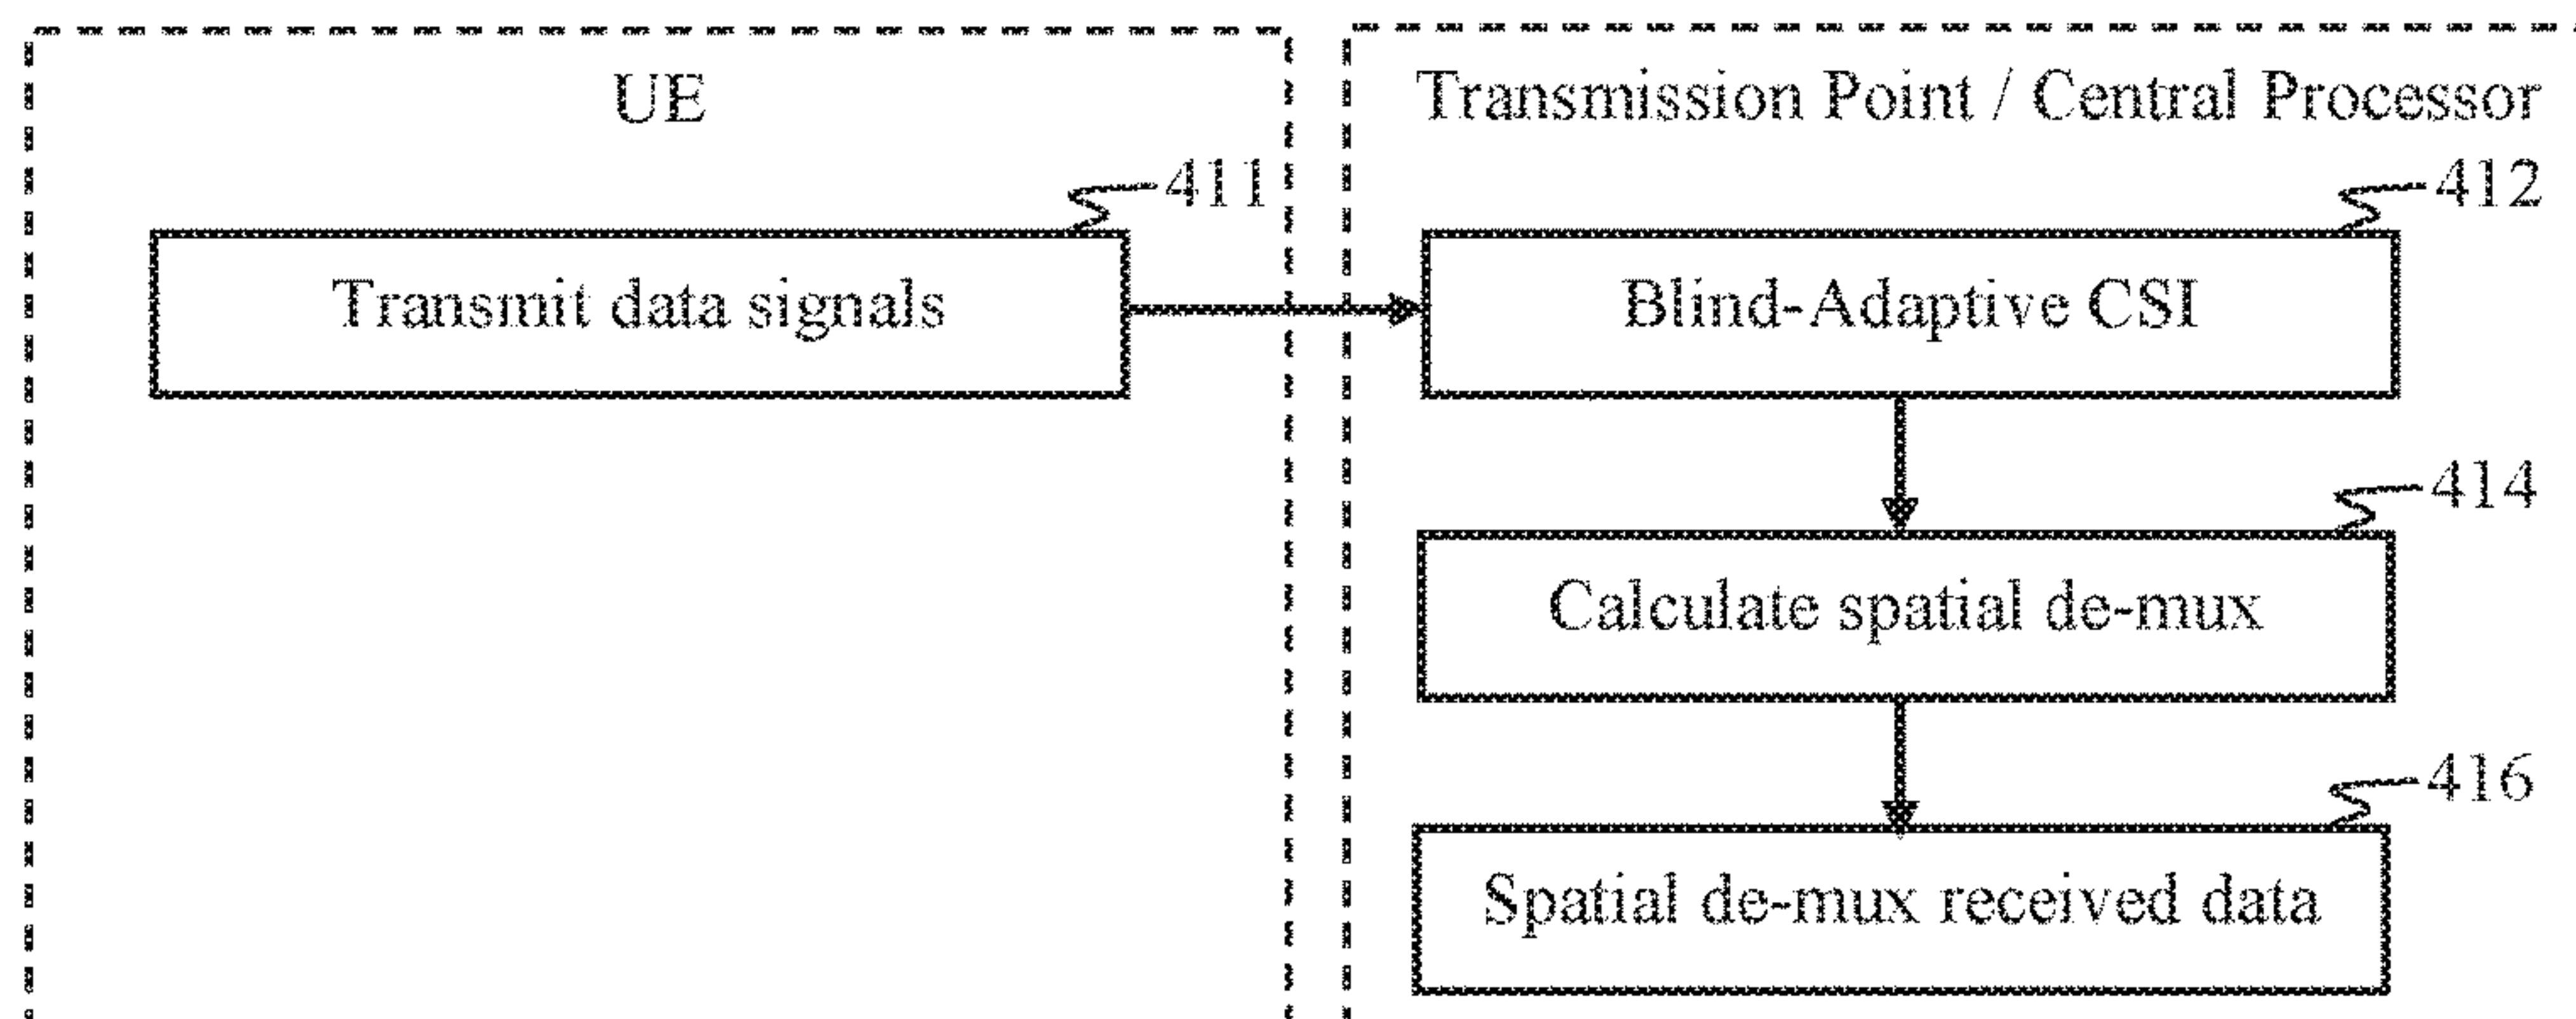 UE
Transmission Point / Central Processor
411
412
Transmit data signals
Blind-Adaptive CSI
414
Calculate spatial de-mux
416
Spatial de-mux received data